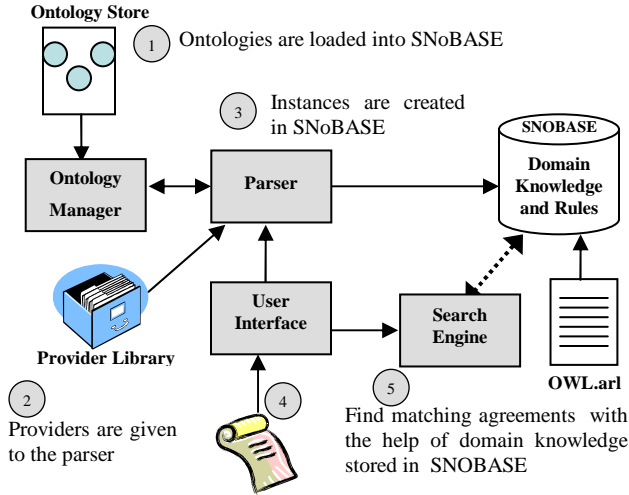 Ontology Store
1
Ontologies are loaded into SNoBASE
3
Instances are created
in SNoBASE
Ontology
Manager
Parser
SNOBASE
Domain
Knowledge
and Rules
User
Interface
Search
Engine
Provider Library
OWL.arl
2
Providers are given
to the parser
4
5
Find matching agreements with
the help of domain knowledge
stored in SNOBASE